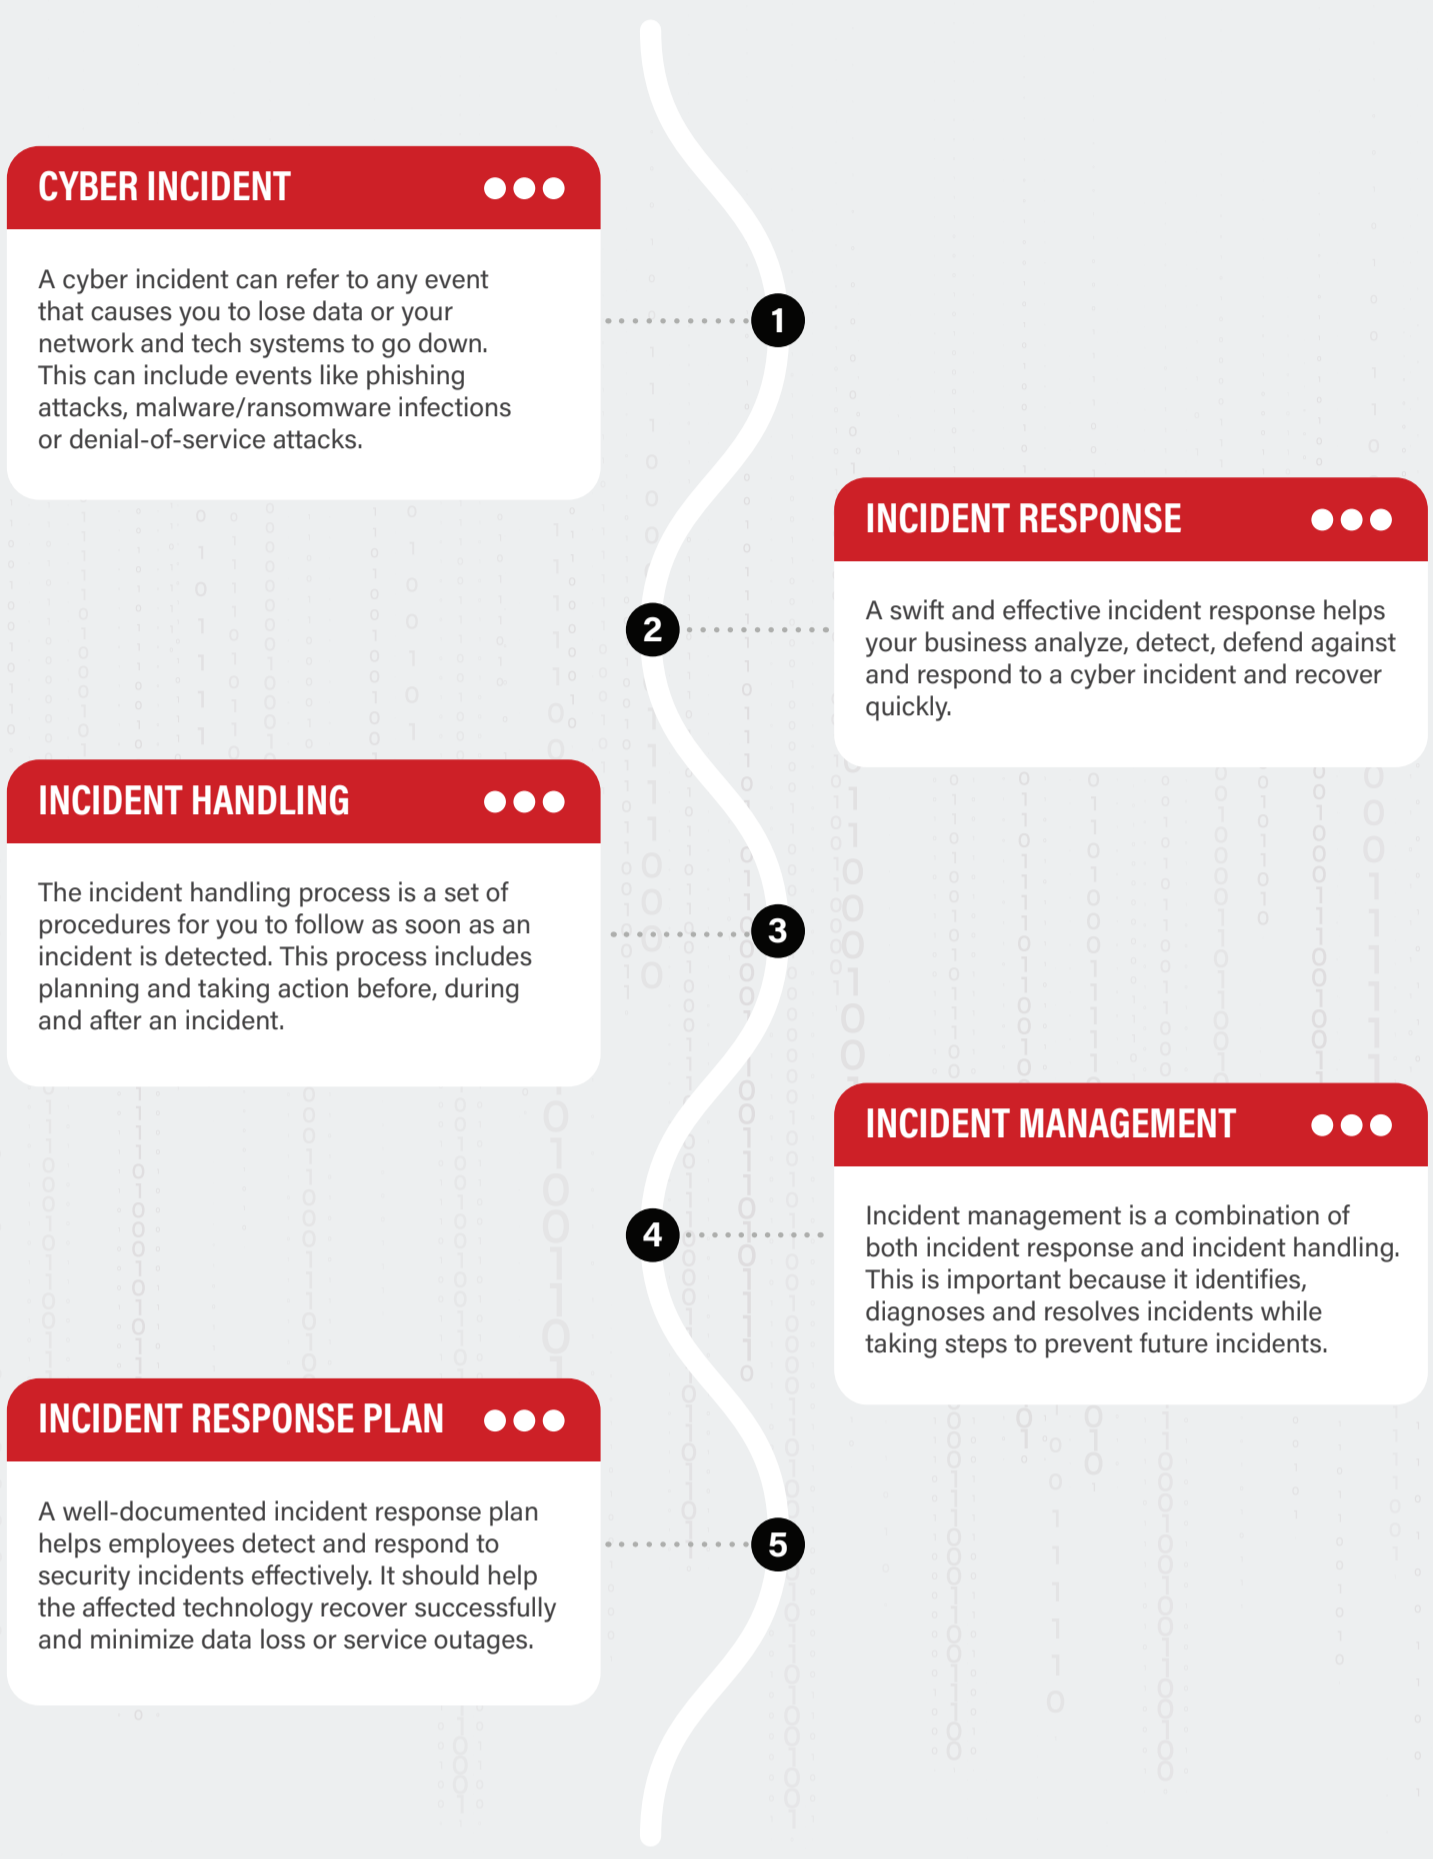 CYBER INCIDENT
A cyber incident can refer to any event
that causes you to lose data or your
network and tech systems to go down.
This can include events like phishing
attacks, malware/ransomware infections
or denial-of-service attacks.
1
INCIDENT RESPONSE
A swift and effective incident response helps
your business analyze, detect, defend against
and respond to a cyber incident and recover
quickly.
2
INCIDENT HANDLING
The incident handling process is a set of
procedures for you to follow as soon as an
incident is detected. This process includes
planning and taking action before, during
and after an incident.
3
INCIDENT MANAGEMENT
Incident management is a combination of
both incident response and incident handling.
This is important because it identifies,
diagnoses and resolves incidents while
taking steps to prevent future incidents.
4
INCIDENT RESPONSE PLAN
A well-documented incident response plan
helps employees detect and respond to
security incidents effectively. It should help
the affected technology recover successfully
and minimize data loss or service outages.
5